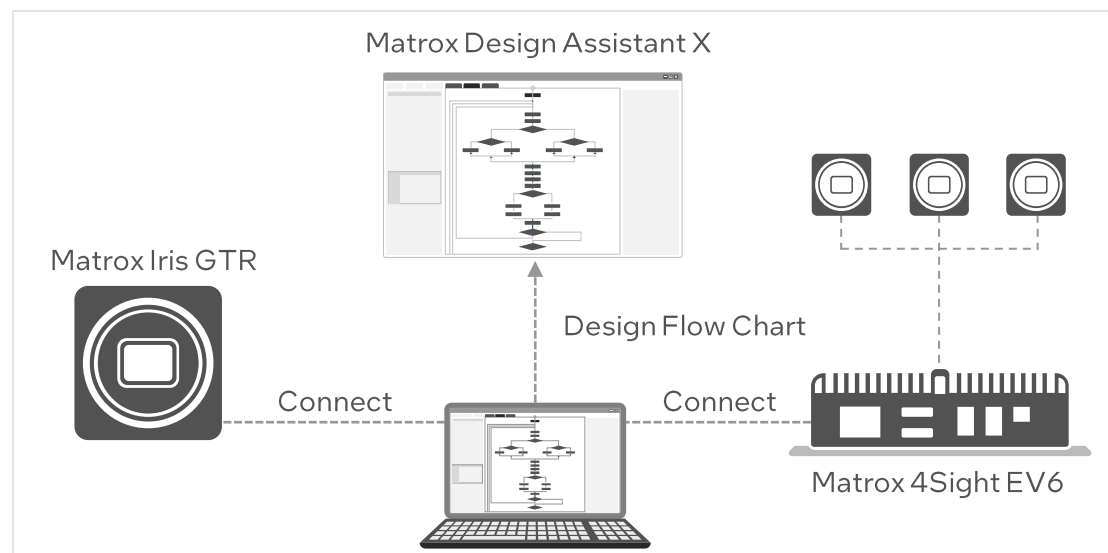 Matrox Design Assistant X
Matrox Iris GTR
Design Flow Chart
Connect
Connect
Matrox 4Sight EV6